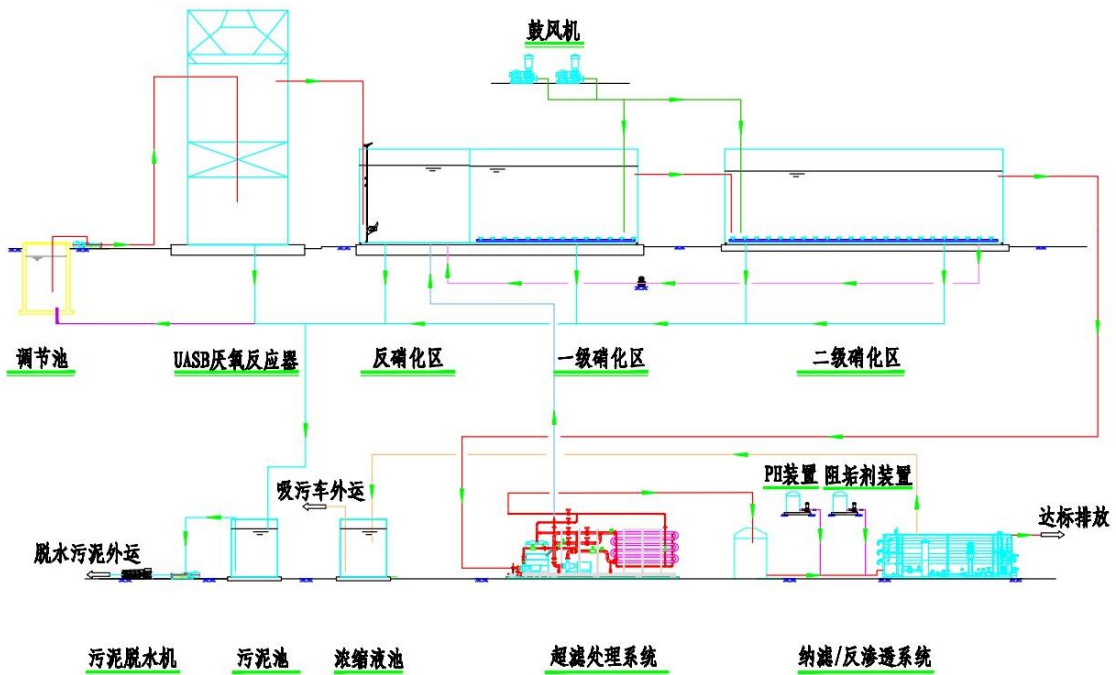 鼓风机
调节池
UASB厌氧反应器
反硝化区
一级硝化区
二级硝化区
吸污车外运
PH装置
阻垢剂装置
达标排放
脱水污泥外运
污泥脱水机
污泥池
浓缩液池
超滤处理系统
纳滤/反渗透系统